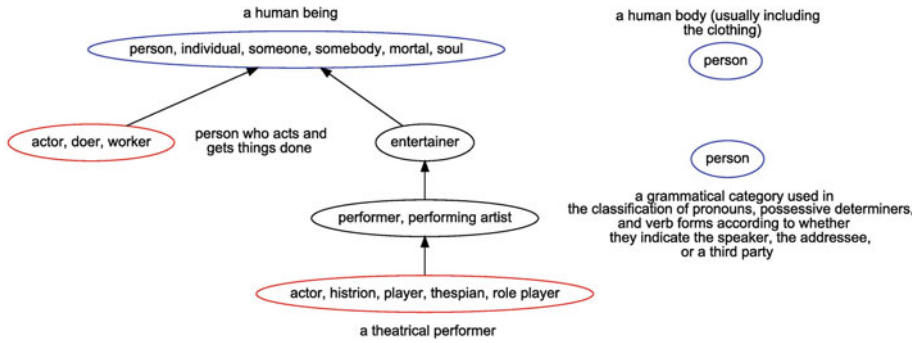 a human being
person, individual, someone, somebody, mortal, soul
a human body (usually including
the clothing)
person
actor, doer, worker
person who acts and
gets things done
entertainer
person
a grammatical category used in
the classification of pronouns, possessive determiners,
and verb forms according to whether
they indicate the speaker, the addressee,
or a third party
performer, performing artist
actor, histrion, player, thespian, role player
a theatrical performer